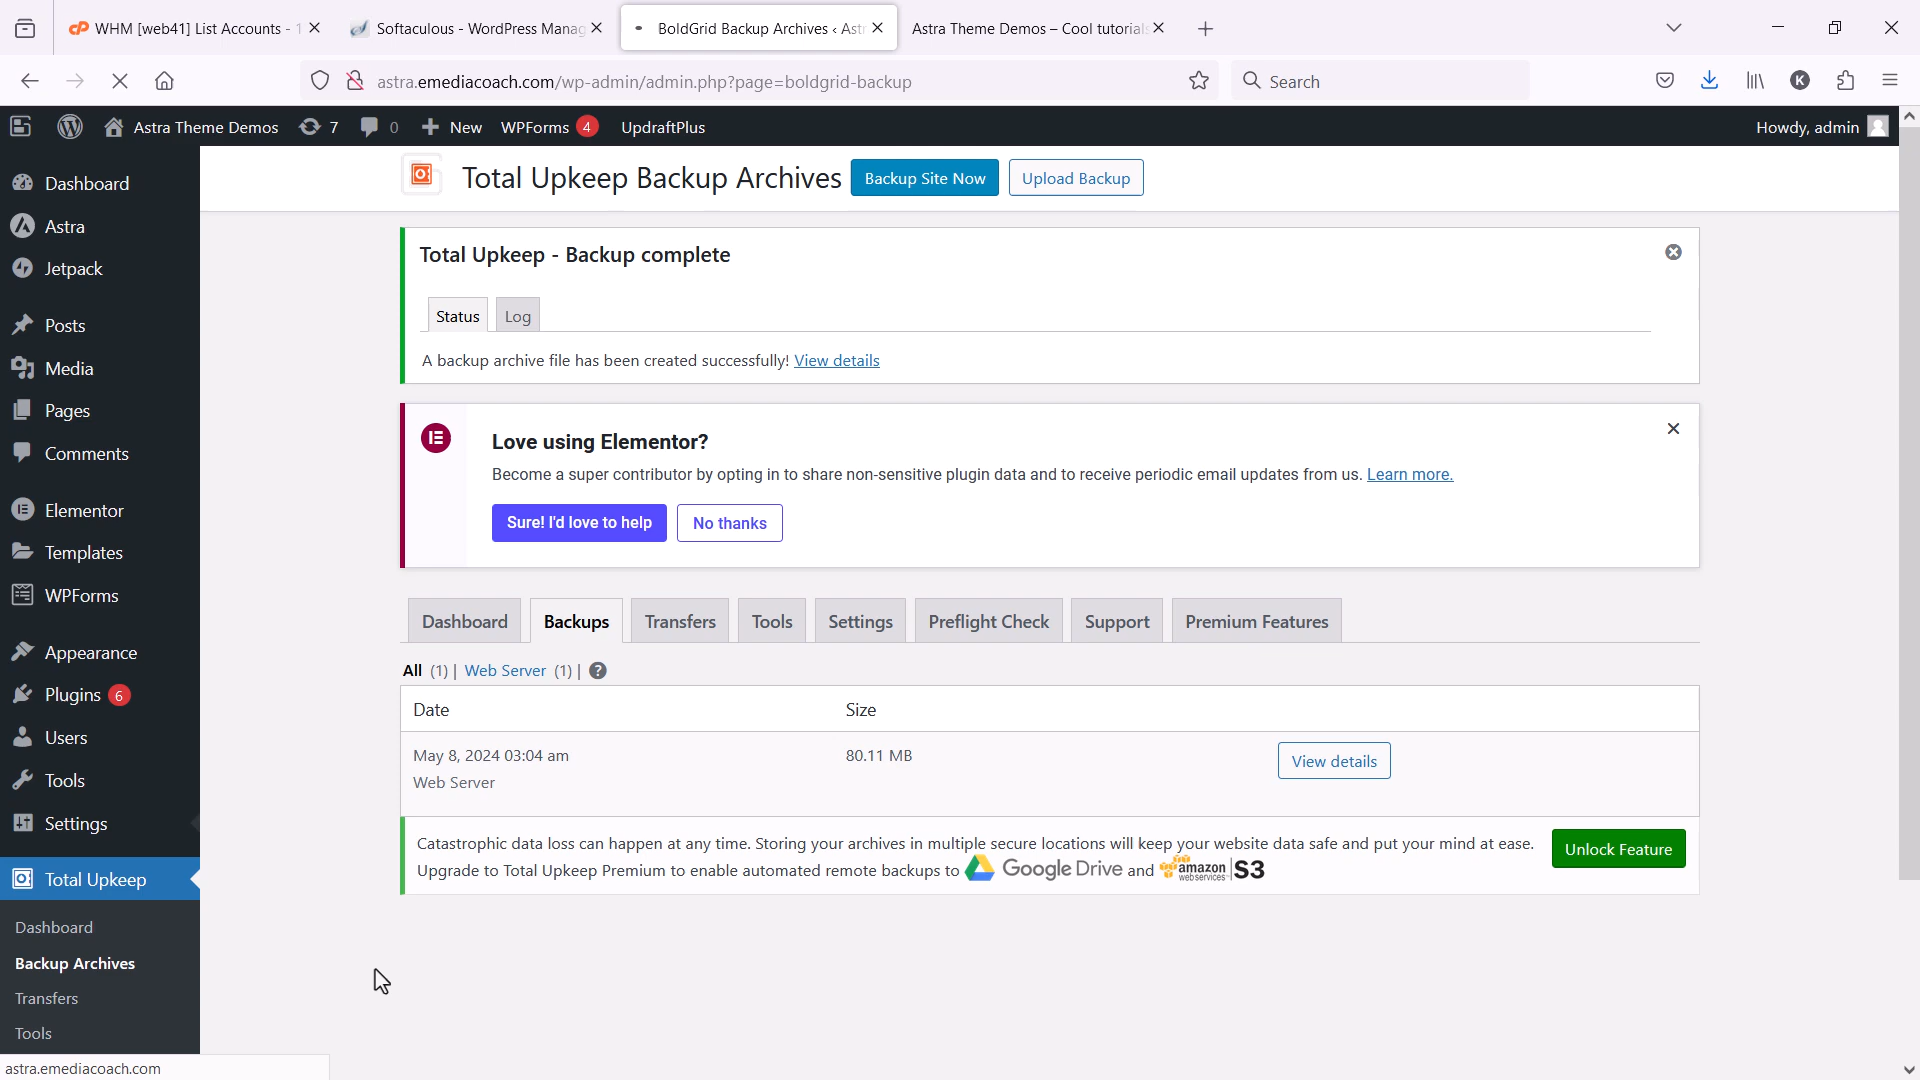 WHM [web41] List Accounts - 1
Softaculous - WordPress Manag
BoldGrid Backup Archives ‹ Ast
Astra Theme Demos – Cool tutorials
astra.emediacoach.com/wp-admin/admin.php?page=boldgrid-backup
Search
K
Astra Theme Demos
7
0
New
WPForms 4
UpdraftPlus
Howdy, admin
Dashboard
Astra
Jetpack
Posts
Media
Pages
Comments
Elementor
Templates
WPForms
Appearance
Plugins 6
Users
Tools
Settings
Total Upkeep
Dashboard
Backup Archives
Transfers
Tools
astra.emediacoach.com
Total Upkeep Backup Archives
Backup Site Now
Upload Backup
Total Upkeep - Backup complete
Status
Log
A backup archive file has been created successfully! View details
Love using Elementor?
Become a super contributor by opting in to share non-sensitive plugin data and to receive periodic email updates from us. Learn more.
Sure! I'd love to help
No thanks
Dashboard
Backups
Transfers
Tools
Settings
Preflight Check
Support
Premium Features
All (1) | Web Server (1) | ?
Date
Size
May 8, 2024 03:04 am
80.11 MB
View details
Web Server
Catastrophic data loss can happen at any time. Storing your archives in multiple secure locations will keep your website data safe and put your mind at ease.
Upgrade to Total Upkeep Premium to enable automated remote backups to Google Drive and amazon webservices S3
Unlock Feature